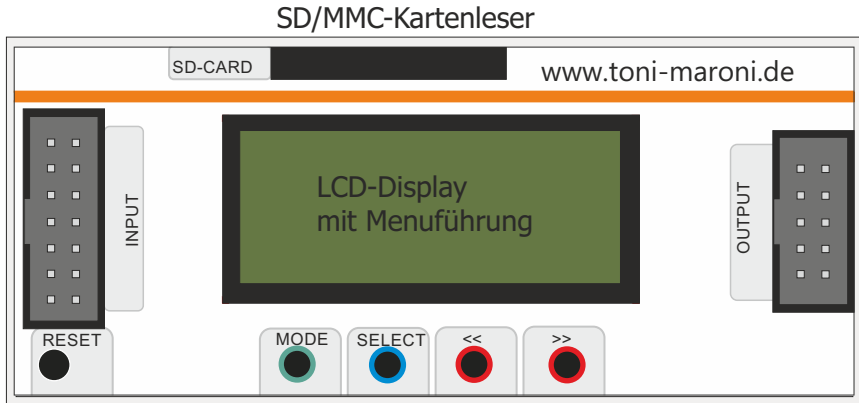 SD/MMC-Kartenleser
SD-CARD
www.toni-maroni.de
INPUT
LCD-Display
mit Menuführung
OUTPUT
RESET
MODE
SELECT
<<
>>